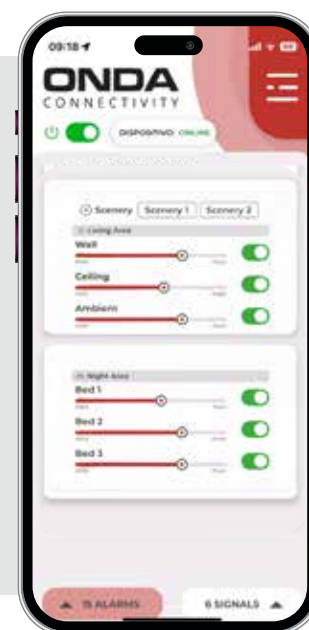 09:18
ONDA
CONNECTIVITY
DISPOSITIVO: ONLINE
Scenery Scenery 1 Scenery 2
Living Area
Wall
Ceiling
Ambient
Night Area
Bed 1
Bed 2
Bed 3
15 ALARMS 6 SIGNALS